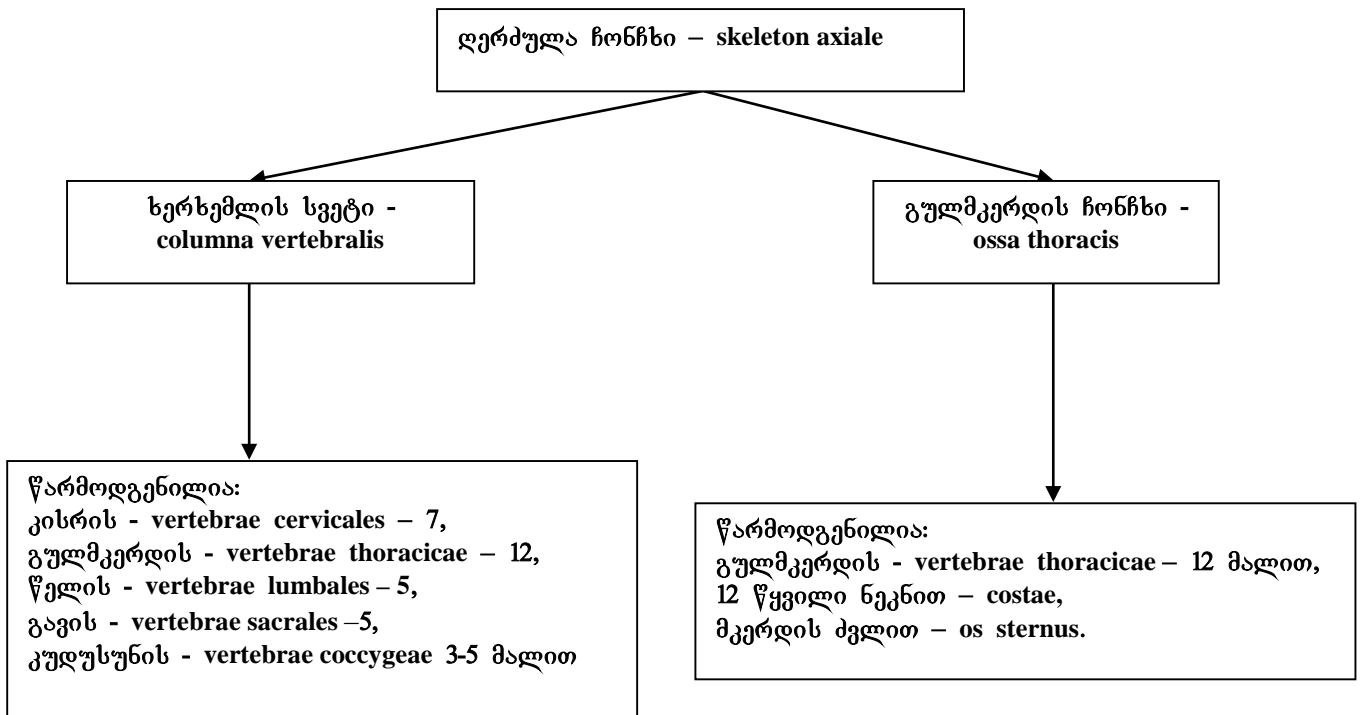 ღერძულა ჩონჩხი – skeleton axiale
ხერხემლის სვეტი -
columna vertebralis
გულმკერდის ჩონჩხი -
ossa thoracis
წარმოდგენილია:
კისრის - vertebrae cervicales – 7,
გულმკერდის - vertebrae thoracicae – 12,
წელის - vertebrae lumbales – 5,
გავის - vertebrae sacrales –5,
კუდუსუნის - vertebrae coccygeae 3-5 მალით
წარმოდგენილია:
გულმკერდის - vertebrae thoracicae – 12 მალით,
12 წყვილი ნეკნით – costae,
მკერდის ძვლით – os sternus.